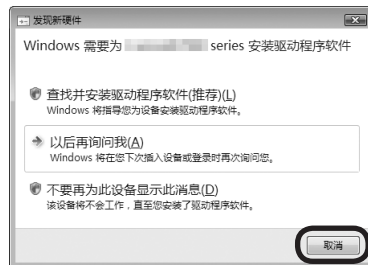 发现新硬件
Windows 需要为 series 安装驱动程序软件
查找并安装驱动程序软件(推荐)(L)
Windows 将指导您为设备安装驱动程序软件。
以后再询问我(A)
Windows 将在您下次插入设备或登录时再次询问您。
不要再为此设备显示此消息(D)
该设备将不会工作，直至您安装了驱动程序软件。
取消